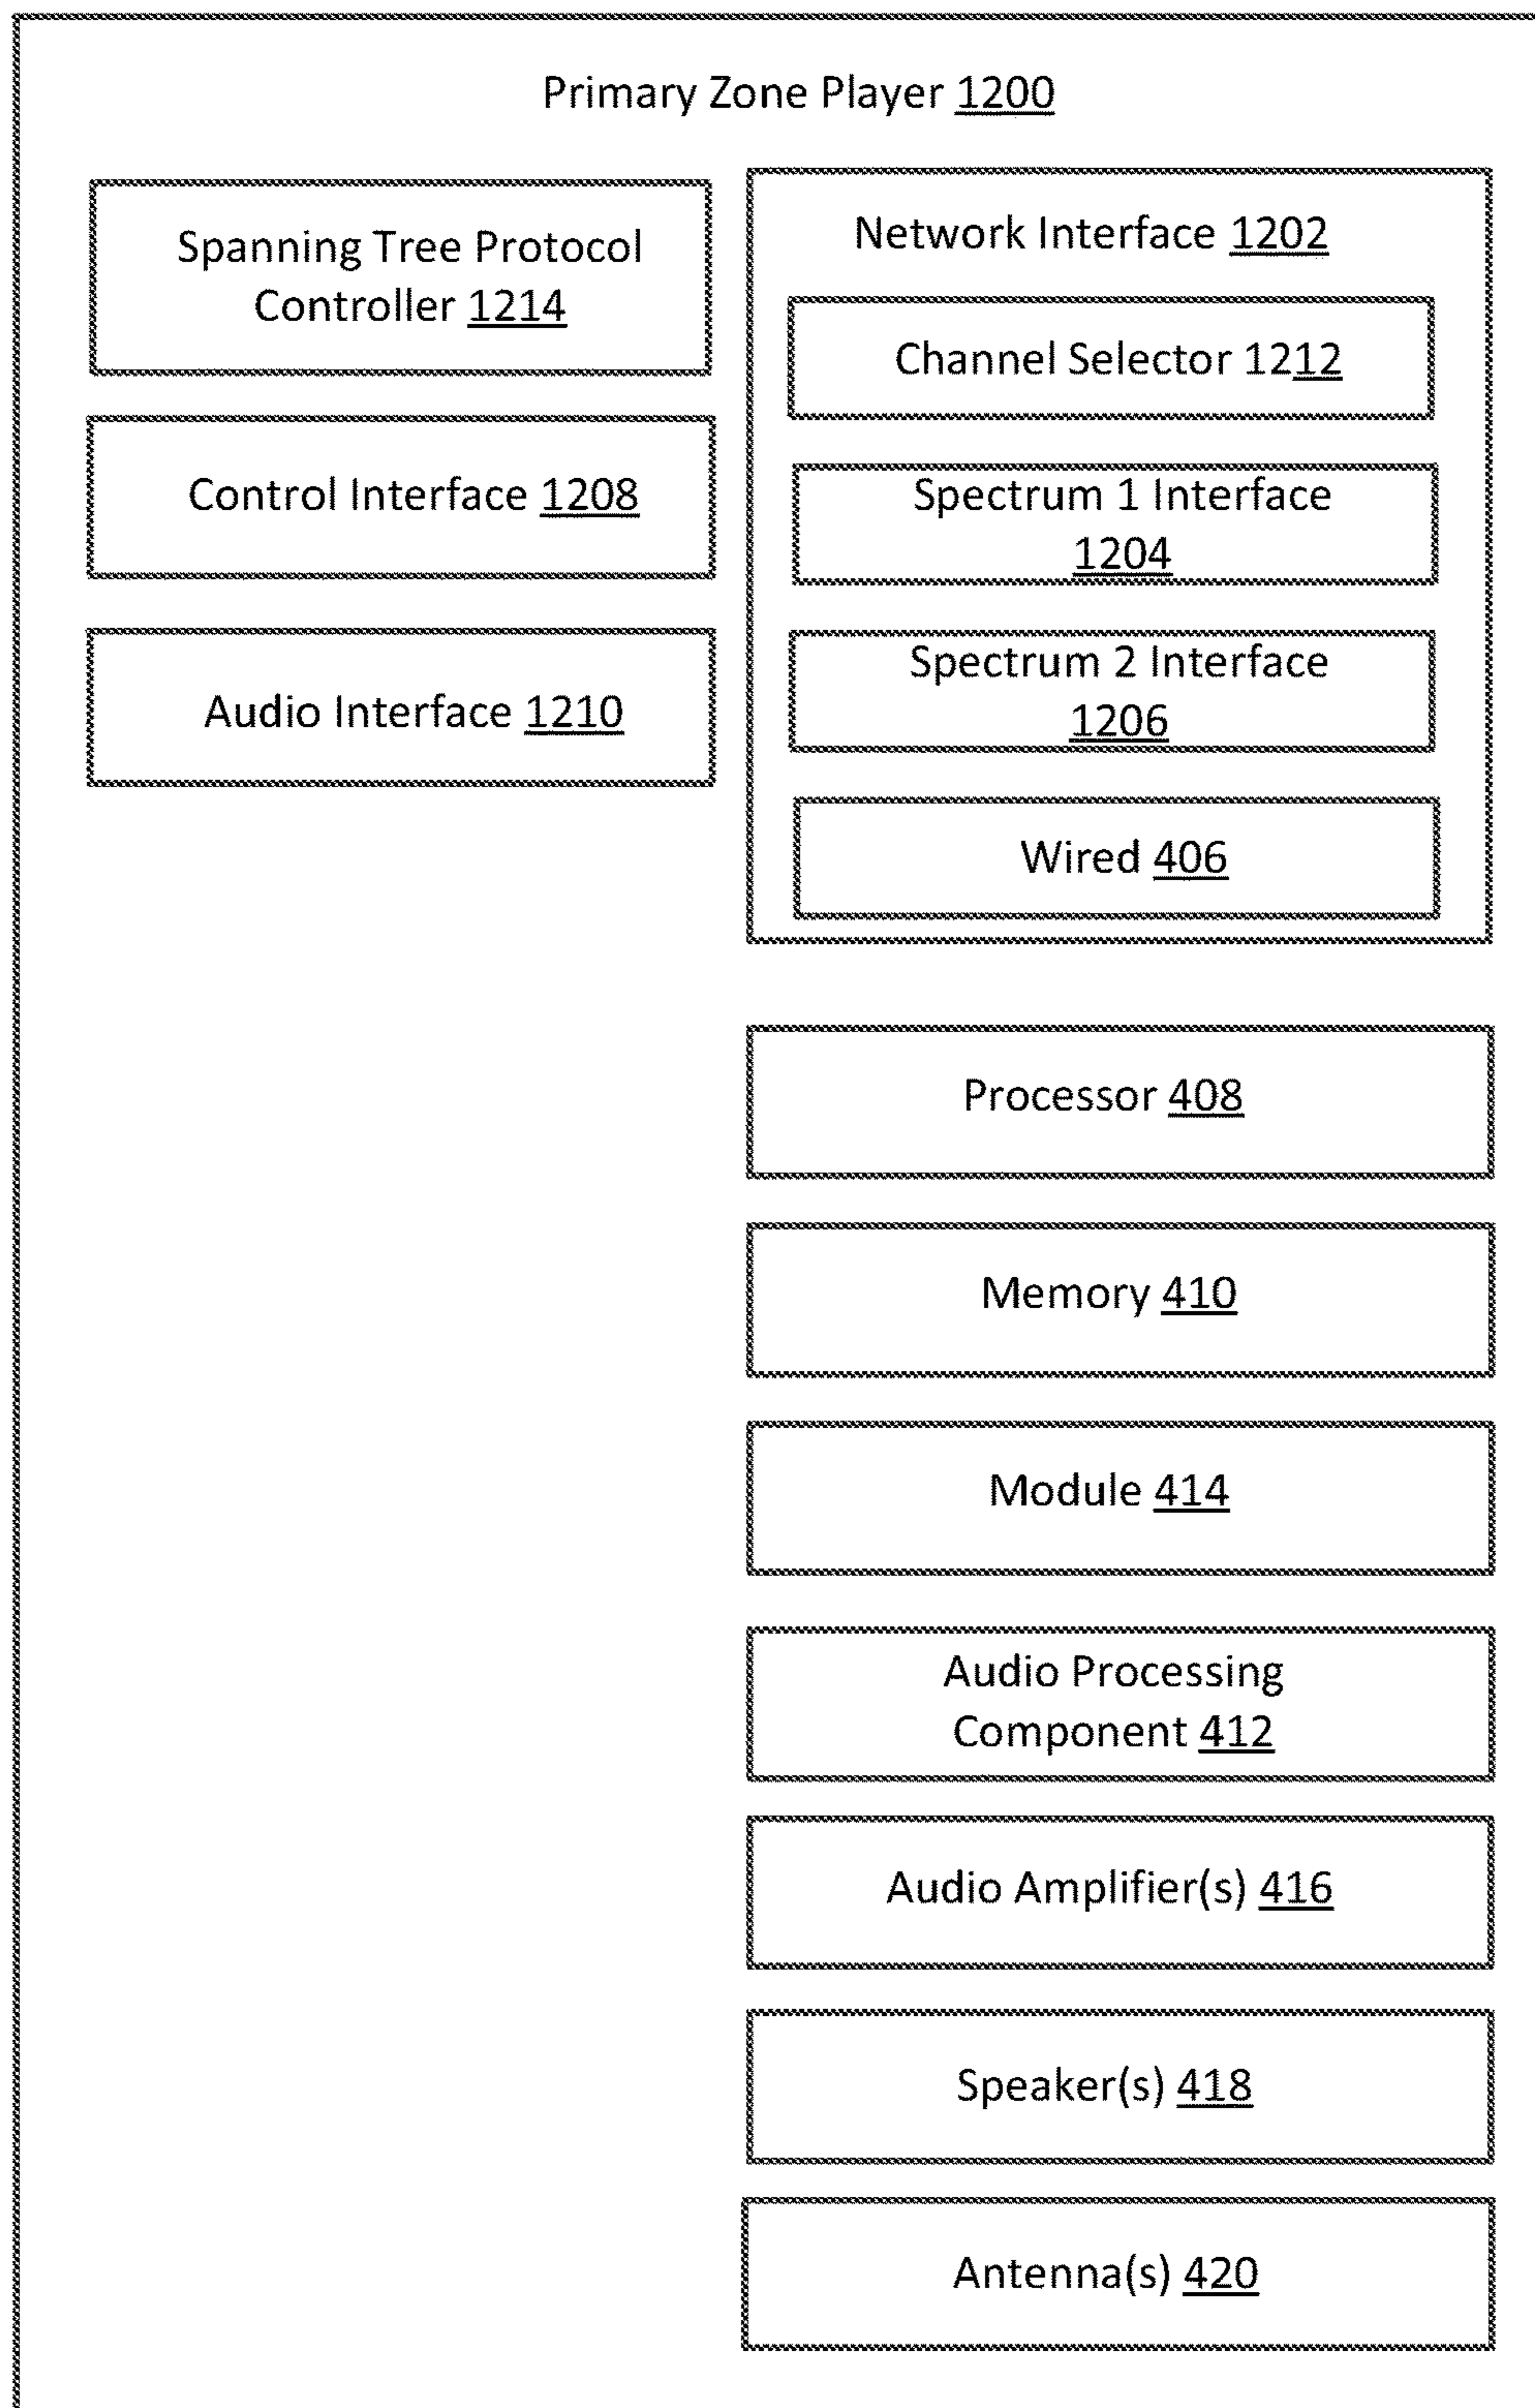 Primary Zone Player 1200
Spanning Tree Protocol
Controller 1214
Control Interface 1208
Audio Interface 1210
Network Interface 1202
Channel Selector 1212
Spectrum 1 Interface
1204
Spectrum 2 Interface
1206
Wired 406
Processor 408
Memory 410
Module 414
Audio Processing
Component 412
Audio Amplifier(s) 416
Speaker(s) 418
Antenna(s) 420